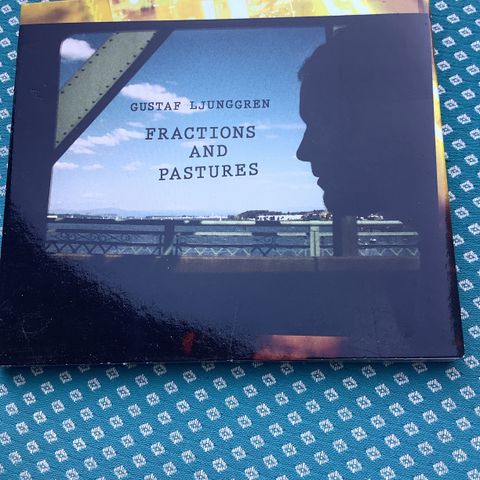 GUSTAF LJUNGGREN
FRACTIONS
AND
PASTURES